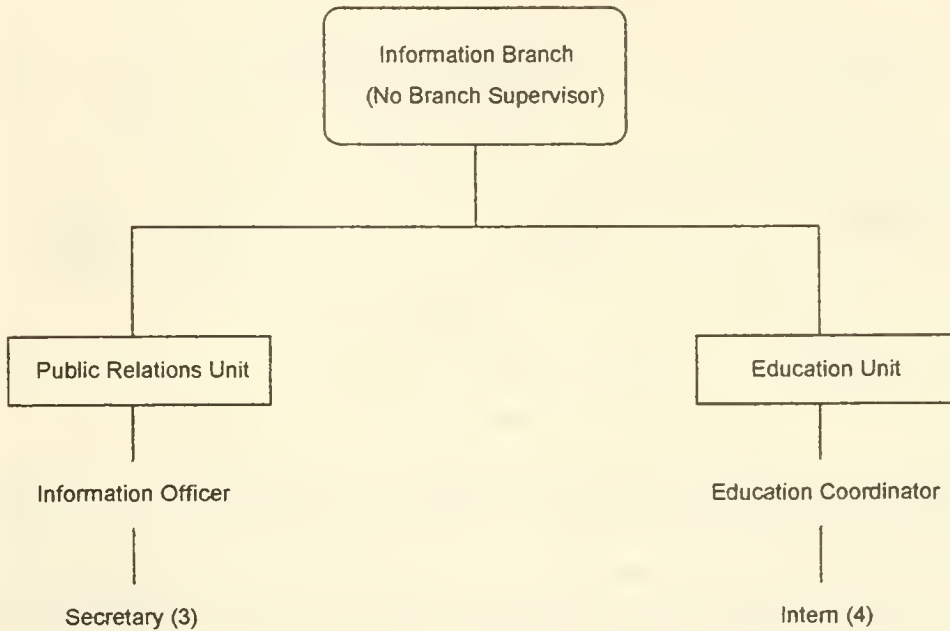 Information Branch
(No Branch Supervisor)
Public Relations Unit
Education Unit
Information Officer
Education Coordinator
Secretary (3)
Intern (4)